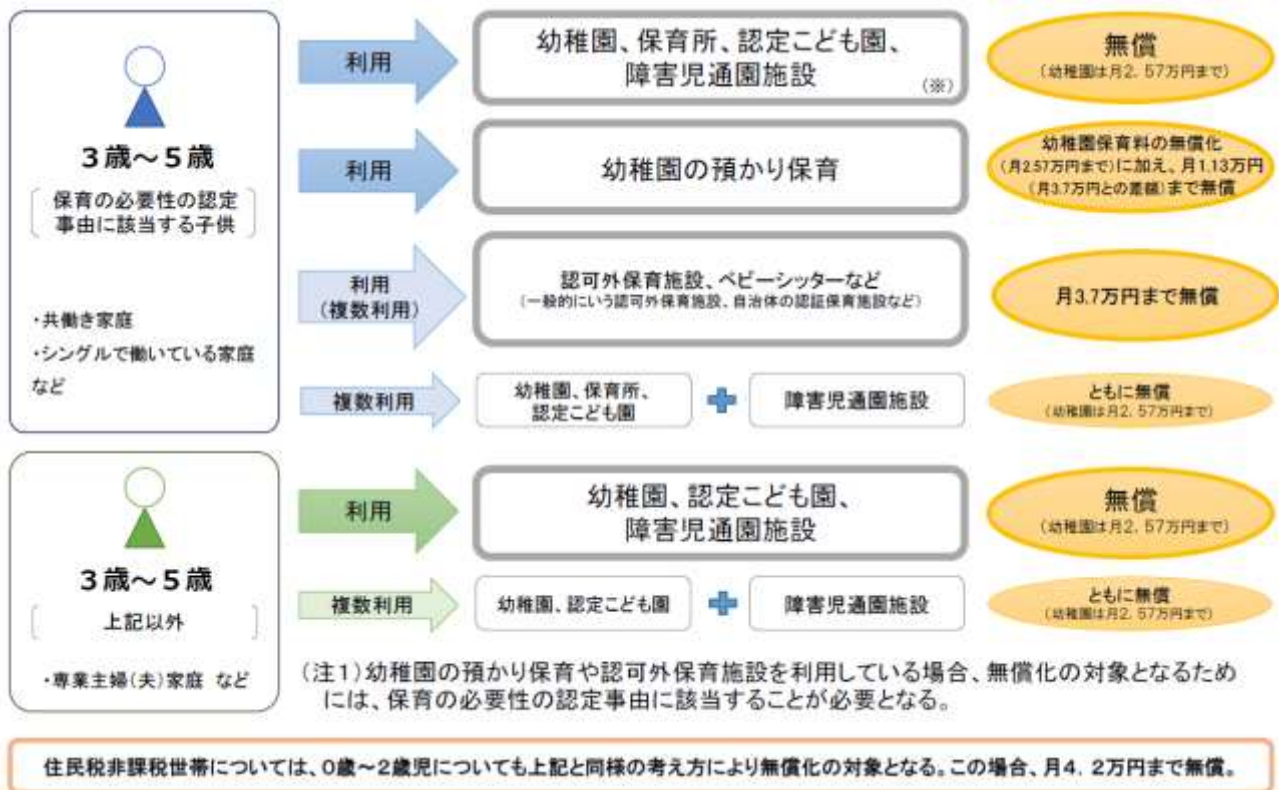 3歳～5歳
保育の必要性の認定
事由に該当する子供
・共働き家庭
・シングルで働いている家庭
など
利用
幼稚園、保育所、認定こども園、
障害児通園施設
(※)
無償
(幼稚園は月2．57万円まで)
利用
幼稚園の預かり保育
幼稚園保育料の無償化
(月2.57万円まで)に加え、月1.13万円
(月3.7万円との差額)まで無償
利用
(複数利用)
認可外保育施設、ベビーシッターなど
(一般的にいう認可外保育施設、自治体の認証保育施設など)
月3.7万円まで無償
複数利用
幼稚園、保育所、
認定こども園
障害児通園施設
ともに無償
(幼稚園は月2．57万円まで)
3歳～5歳
上記以外
・専業主婦(夫)家庭 など
利用
幼稚園、認定こども園、
障害児通園施設
無償
(幼稚園は月2．57万円まで)
複数利用
幼稚園、認定こども園
障害児通園施設
ともに無償
(幼稚園は月2．57万円まで)
(注1)幼稚園の預かり保育や認可外保育施設を利用している場合、無償化の対象となるため
には、保育の必要性の認定事由に該当することが必要となる。
住民税非課税世帯については、0歳～2歳児についても上記と同様の考え方により無償化の対象となる。この場合、月4．2万円まで無償。